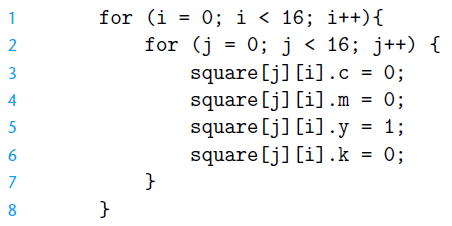 1 for (i = 0; i < 16; i++){
2 for (j = 0; j < 16; j++) {
3 square[j][i].c = 0;
4 square[j][i].m = 0;
5 square[j][i].y = 1;
6 square[j][i].k = 0;
7 }
8 }